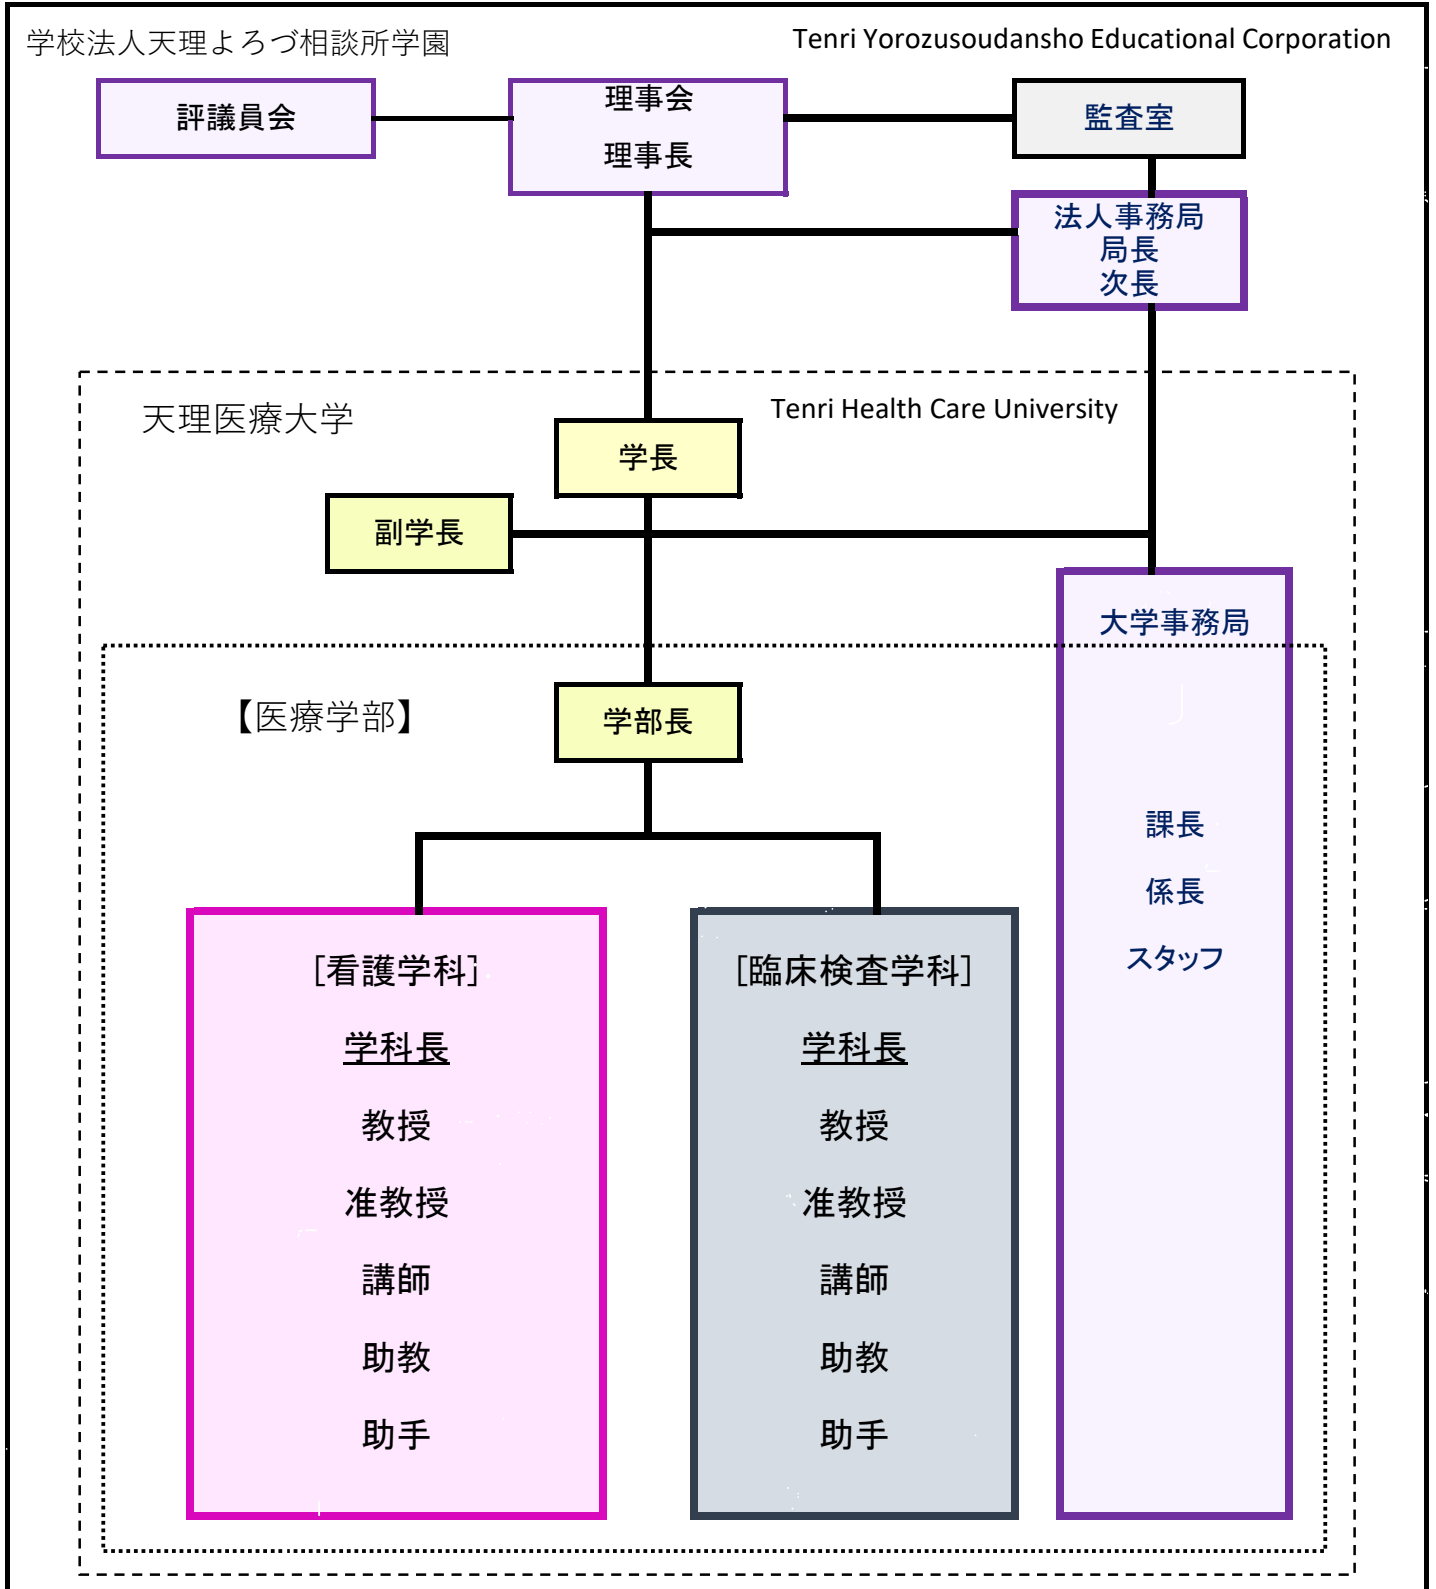 学校法人天理よろづ相談所学園
Tenri Yorozusoudansho Educational Corporation
評議員会
理事会
理事長
監査室
法人事務局
局長
次長
天理医療大学
Tenri Health Care University
学長
副学長
大学事務局
【医療学部】
学部長
課長
係長
スタッフ
[看護学科]
学科長
教授
准教授
講師
助教
助手
[臨床検査学科]
学科長
教授
准教授
講師
助教
助手